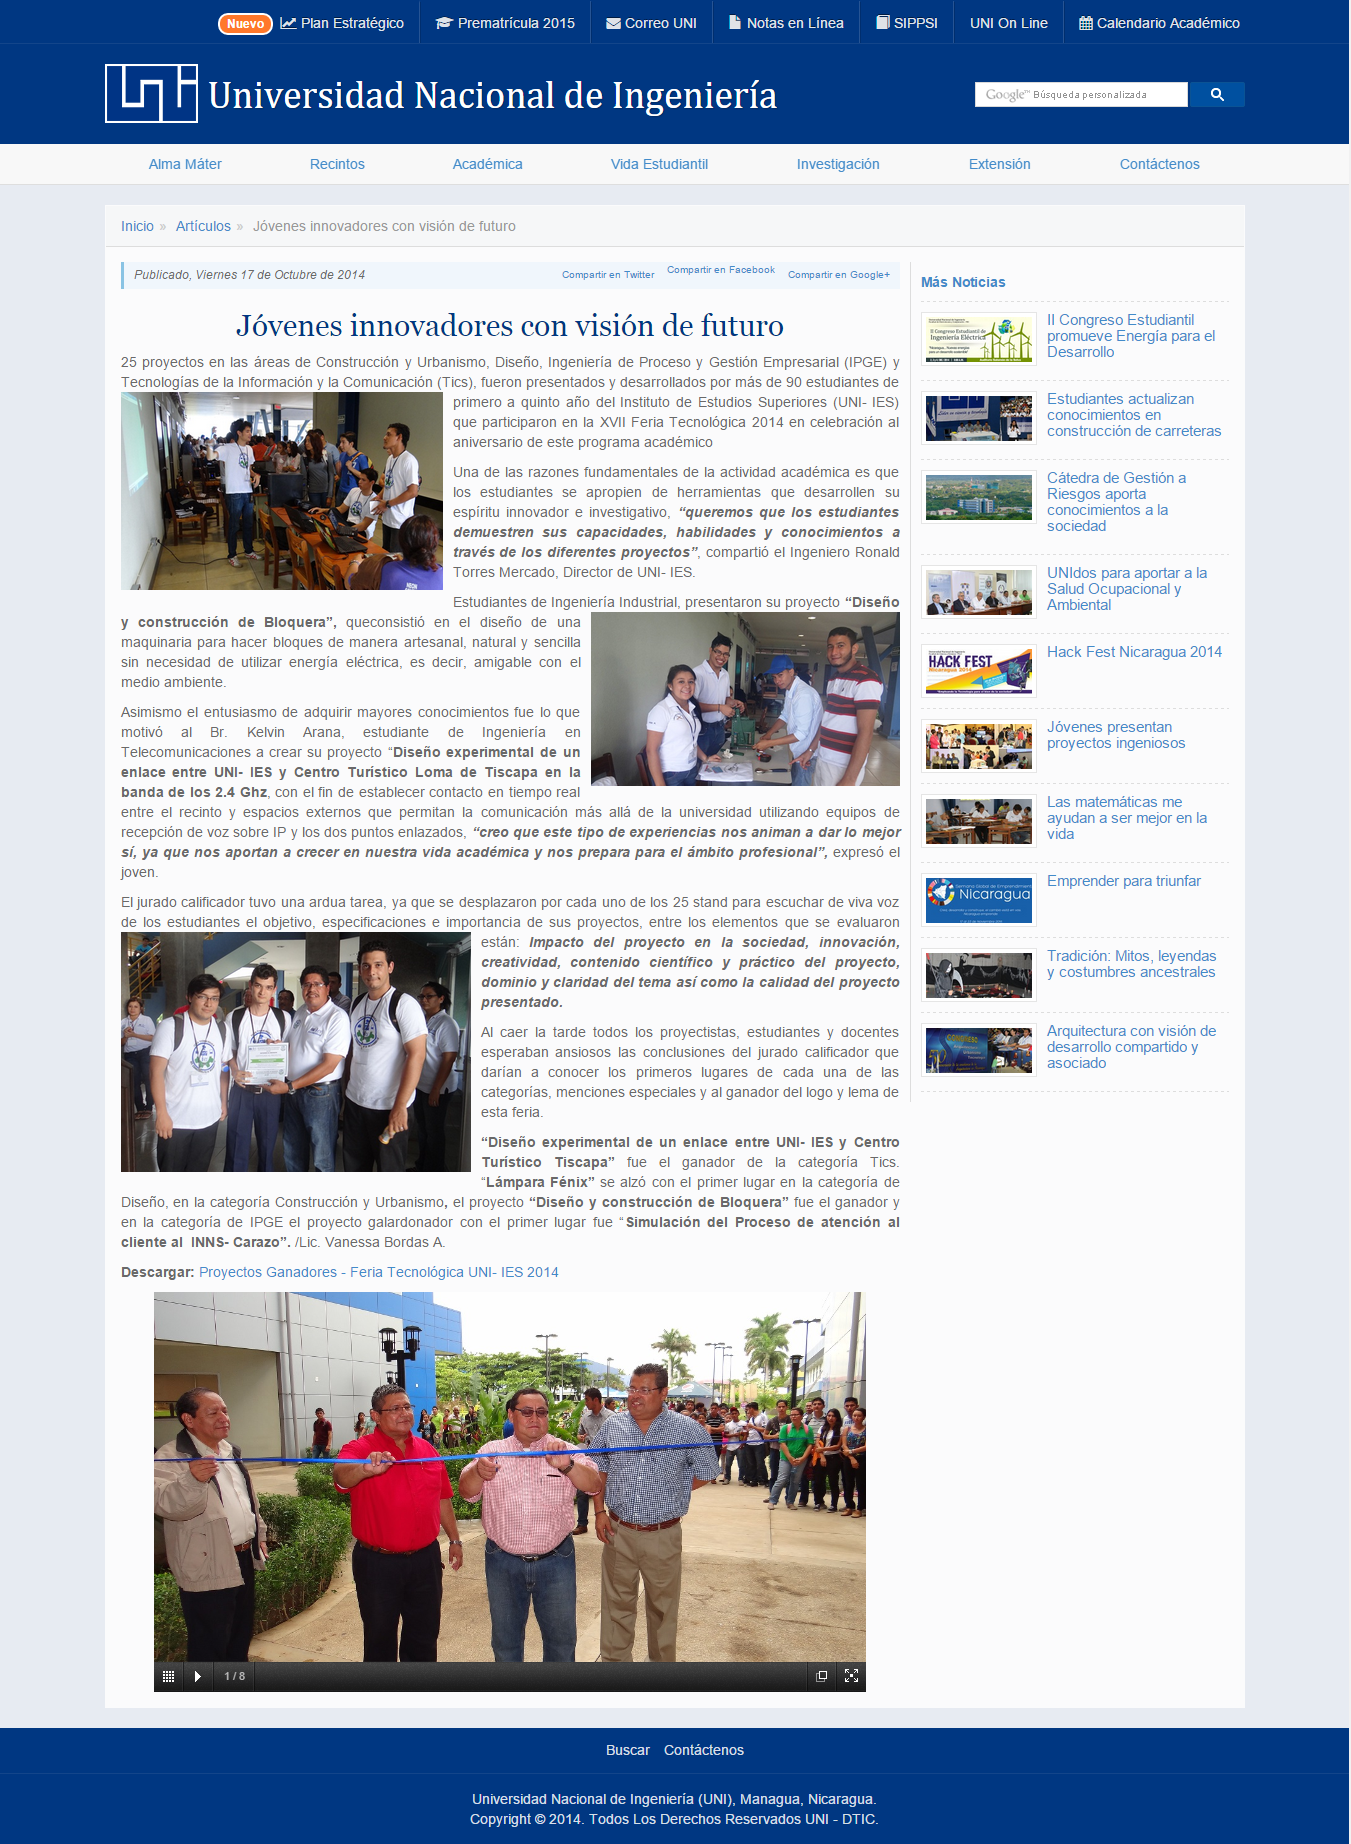 Nuevo Plan Estratégico Prematrícula 2015 Correo UNI Notas en Línea SIPPSI UNI On Line Calendario Académico
UNI Universidad Nacional de Ingeniería
Google™ Búsqueda personalizada
Alma Máter Recintos Académica Vida Estudiantil Investigación Extensión Contáctenos
Inicio » Artículos » Jóvenes innovadores con visión de futuro
Publicado, Viernes 17 de Octubre de 2014 Compartir en Twitter Compartir en Facebook Compartir en Google+
Jóvenes innovadores con visión de futuro
25 proyectos en las áreas de Construcción y Urbanismo, Diseño, Ingeniería de Proceso y Gestión Empresarial (IPGE) y
Tecnologías de la Información y la Comunicación (Tics), fueron presentados y desarrollados por más de 90 estudiantes de
primero a quinto año del Instituto de Estudios Superiores (UNI- IES)
que participaron en la XVII Feria Tecnológica 2014 en celebración al
aniversario de este programa académico
Una de las razones fundamentales de la actividad académica es que
los estudiantes se apropien de herramientas que desarrollen su
espíritu innovador e investigativo, “queremos que los estudiantes
demuestren sus capacidades, habilidades y conocimientos a
través de los diferentes proyectos”, compartió el Ingeniero Ronald
Torres Mercado, Director de UNI- IES.
Estudiantes de Ingeniería Industrial, presentaron su proyecto “Diseño
y construcción de Bloquera”, queconsistió en el diseño de una
maquinaria para hacer bloques de manera artesanal, natural y sencilla
sin necesidad de utilizar energía eléctrica, es decir, amigable con el
medio ambiente.
Asimismo el entusiasmo de adquirir mayores conocimientos fue lo que
motivó al Br. Kelvin Arana, estudiante de Ingeniería en
Telecomunicaciones a crear su proyecto “Diseño experimental de un
enlace entre UNI- IES y Centro Turístico Loma de Tiscapa en la
banda de los 2.4 Ghz, con el fin de establecer contacto en tiempo real
entre el recinto y espacios externos que permitan la comunicación más allá de la universidad utilizando equipos de
recepción de voz sobre IP y los dos puntos enlazados, “creo que este tipo de experiencias nos animan a dar lo mejor
sí, ya que nos aportan a crecer en nuestra vida académica y nos prepara para el ámbito profesional”, expresó el
joven.
El jurado calificador tuvo una ardua tarea, ya que se desplazaron por cada uno de los 25 stand para escuchar de viva voz
de los estudiantes el objetivo, especificaciones e importancia de sus proyectos, entre los elementos que se evaluaron
están: Impacto del proyecto en la sociedad, innovación,
creatividad, contenido científico y práctico del proyecto,
dominio y claridad del tema así como la calidad del proyecto
presentado.
Al caer la tarde todos los proyectistas, estudiantes y docentes
esperaban ansiosos las conclusiones del jurado calificador que
darían a conocer los primeros lugares de cada una de las
categorías, menciones especiales y al ganador del logo y lema de
esta feria.
“Diseño experimental de un enlace entre UNI- IES y Centro
Turístico Tiscapa” fue el ganador de la categoría Tics.
“Lámpara Fénix” se alzó con el primer lugar en la categoría de
Diseño, en la categoría Construcción y Urbanismo, el proyecto “Diseño y construcción de Bloquera” fue el ganador y
en la categoría de IPGE el proyecto galardonador con el primer lugar fue “Simulación del Proceso de atención al
cliente al INNS- Carazo”. /Lic. Vanessa Bordas A.
Descargar: Proyectos Ganadores - Feria Tecnológica UNI- IES 2014
1 / 8
Más Noticias
II Congreso Estudiantil de
Ingeniería Eléctrica
II Congreso Estudiantil
promueve Energía para el
Desarrollo
Estudiantes actualizan
conocimientos en
construcción de carreteras
Cátedra de Gestión a
Riesgos aporta
conocimientos a la
sociedad
UNIdos para aportar a la
Salud Ocupacional y
Ambiental
HACK FEST
Nicaragua 2014
Hack Fest Nicaragua 2014
Jóvenes presentan
proyectos ingeniosos
Las matemáticas me
ayudan a ser mejor en la
vida
Nicaragua
Emprender para triunfar
Tradición: Mitos, leyendas
y costumbres ancestrales
Arquitectura con visión de
desarrollo compartido y
asociado
Buscar Contáctenos
Universidad Nacional de Ingeniería (UNI), Managua, Nicaragua.
Copyright © 2014. Todos Los Derechos Reservados UNI - DTIC.